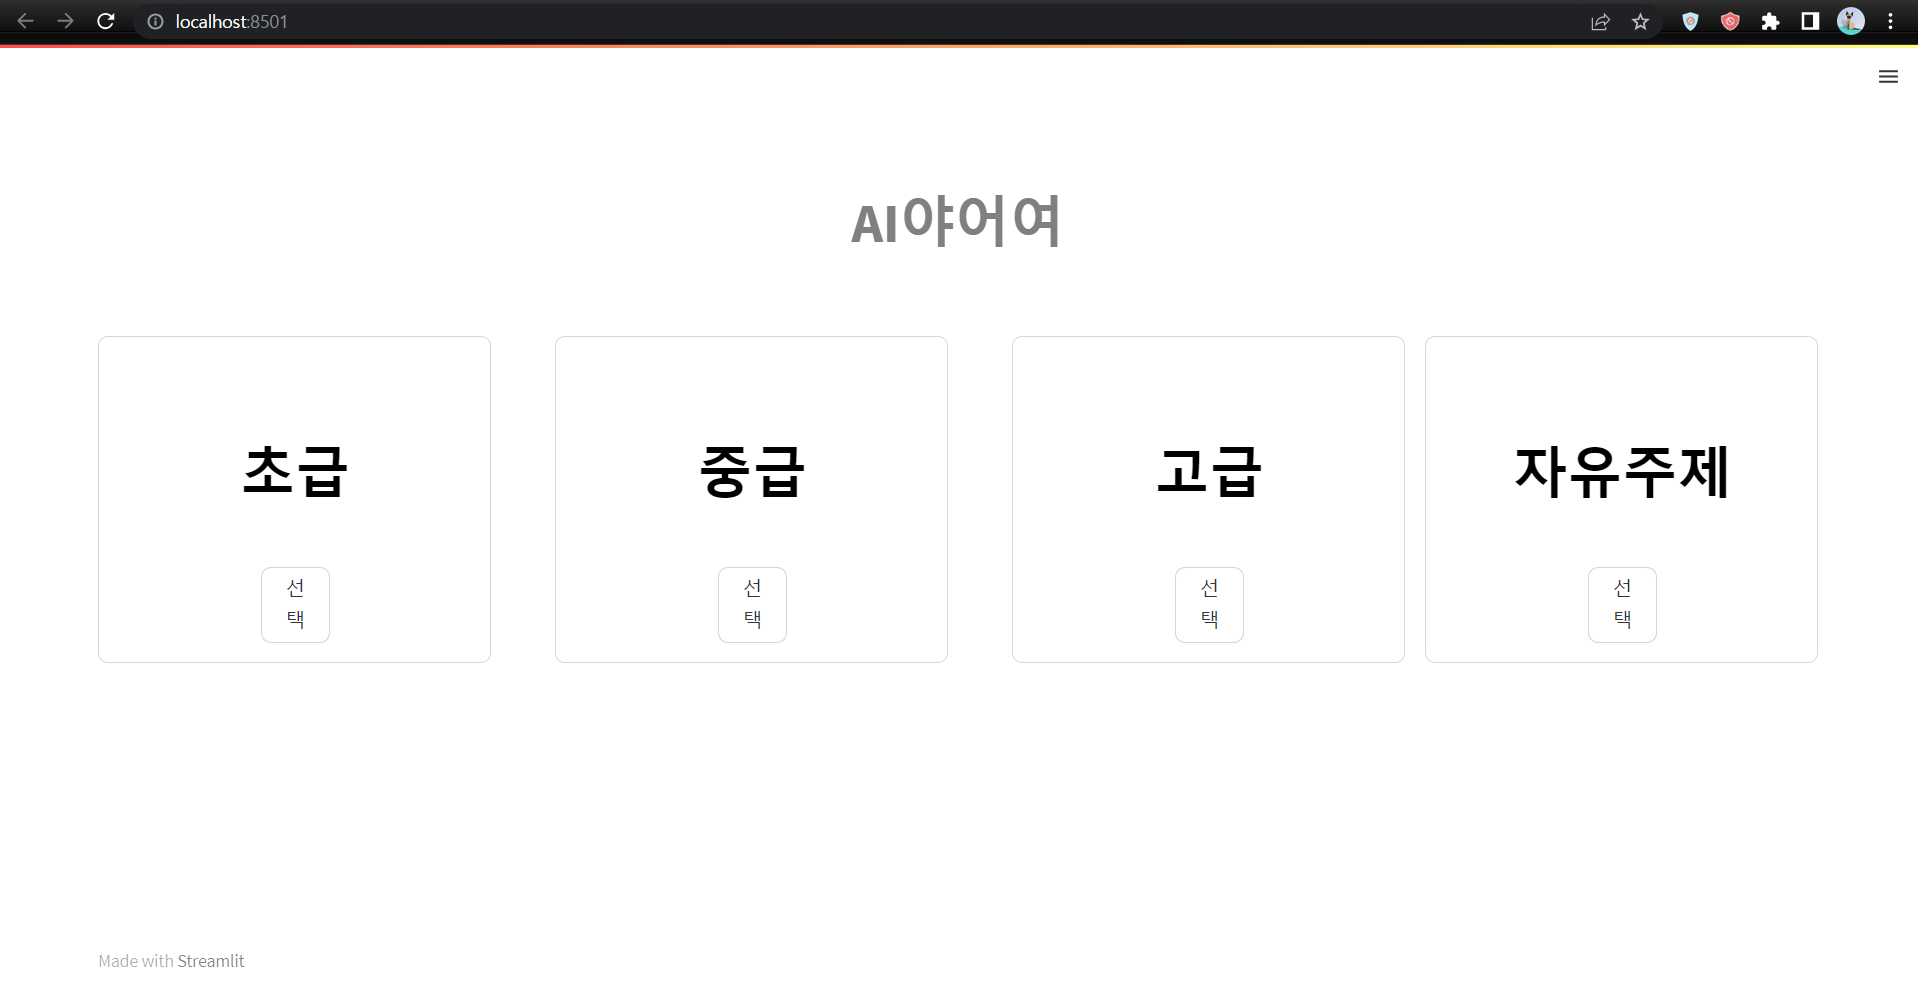 localhost:8501
AI야어여
초급
중급
고급
자유주제
선
택
선
택
선
택
선
택
Made with Streamlit